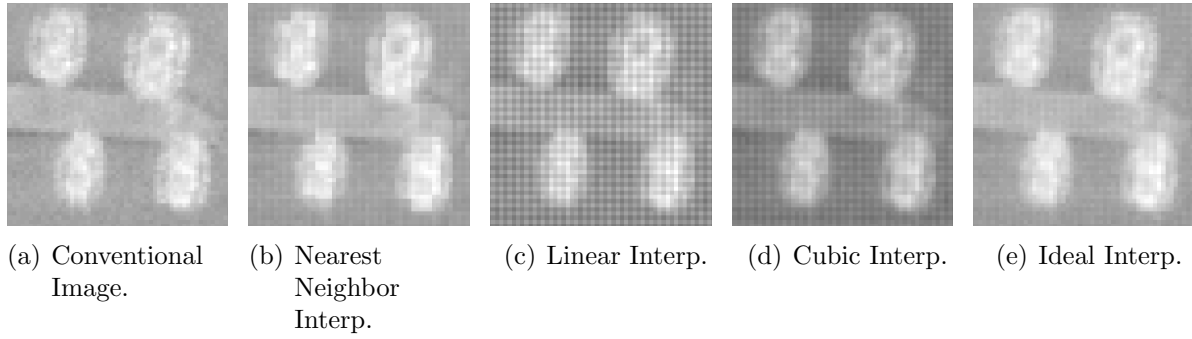 (a) Conventional
Image.
(b) Nearest
Neighbor
Interp.
(c) Linear Interp.
(d) Cubic Interp.
(e) Ideal Interp.